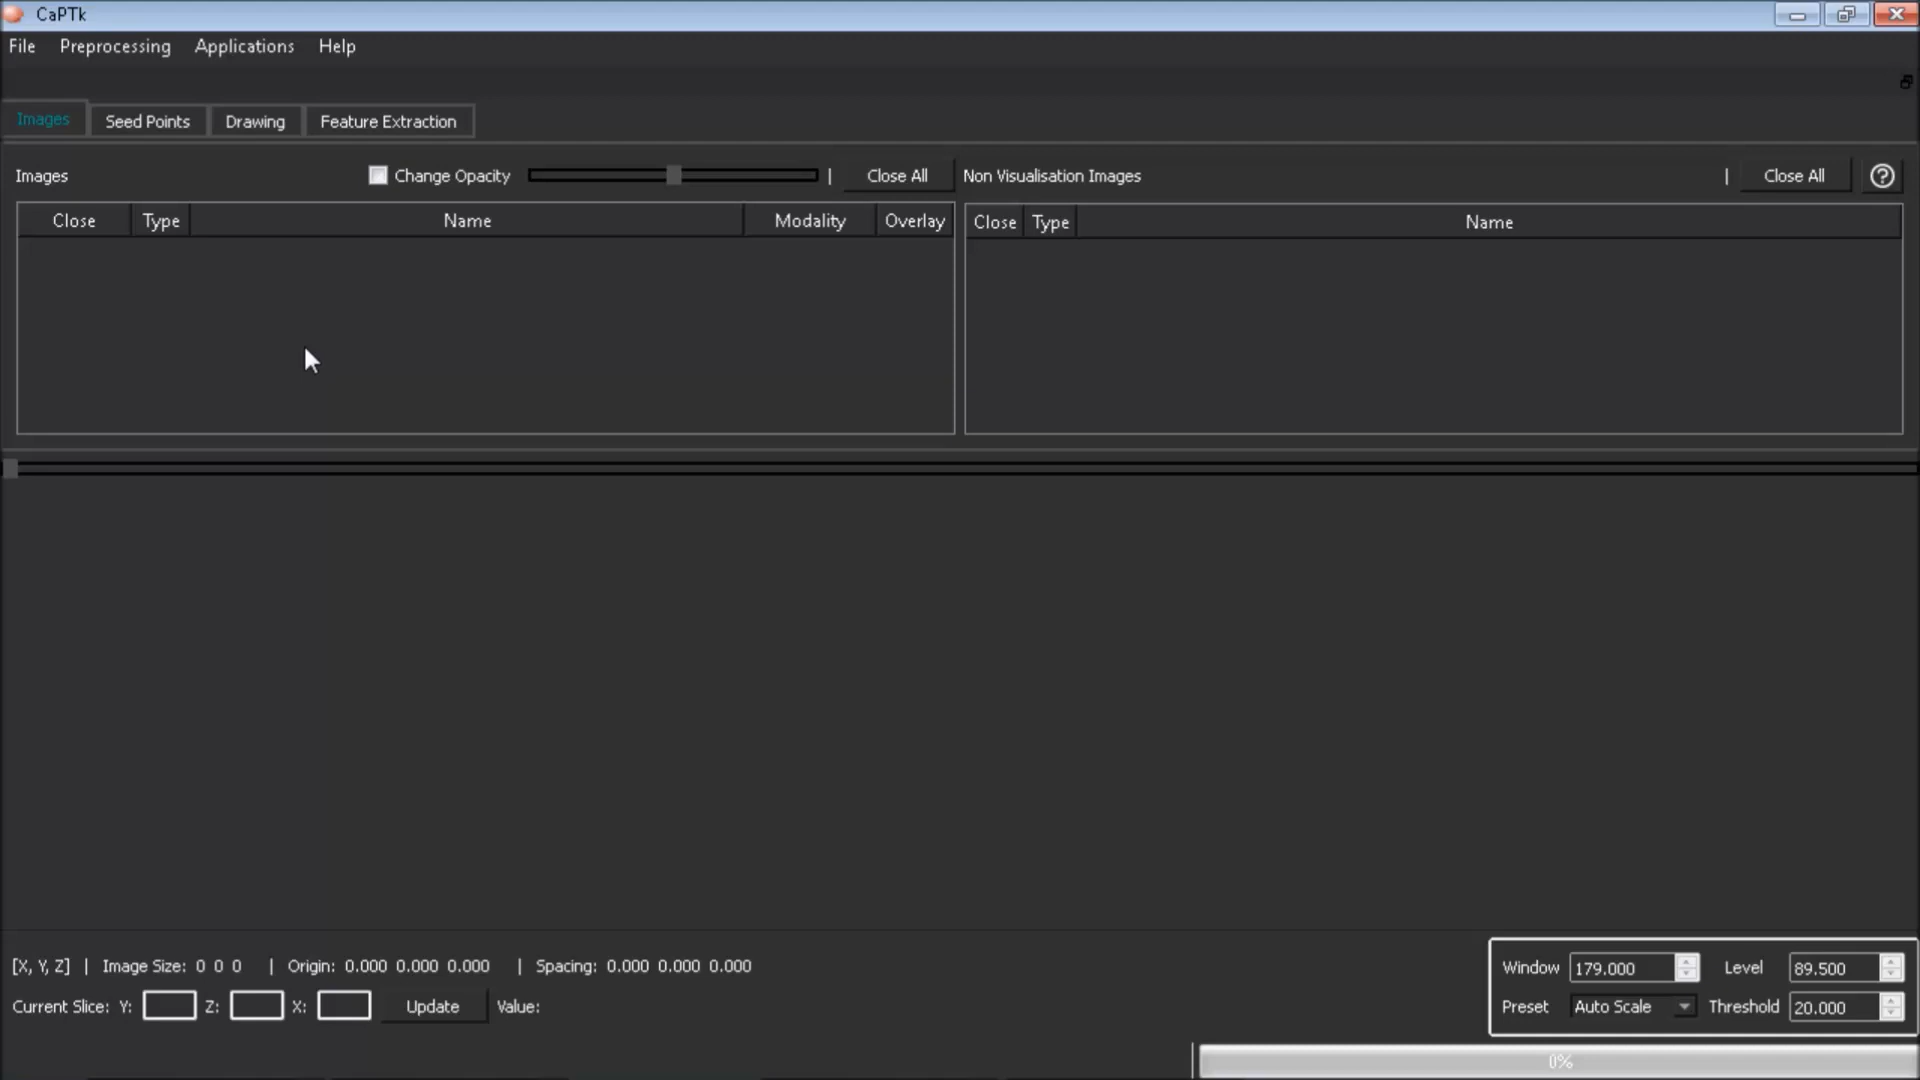 CaPTk
File Preprocessing Applications Help
Images Seed Points Drawing Feature Extraction
Images Change Opacity | Close All Non Visualisation Images | Close All ?
Close Type Name Modality Overlay Close Type Name
[X, Y, Z] | Image Size: 0 0 0 | Origin: 0.000 0.000 0.000 | Spacing: 0.000 0.000 0.000 Window 179.000 Level 89.500
Current Slice: Y: Z: X: Update Value: Preset Auto Scale Threshold 20.000
0%